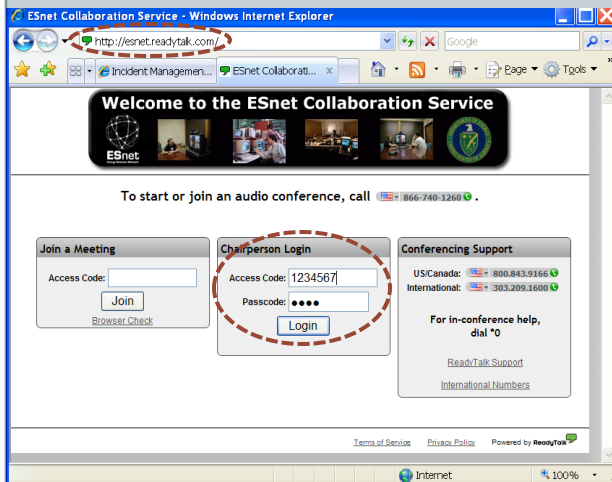 ESnet Collaboration Service - Windows Internet Explorer
http://esnet.readytalk.com/
Google
Incident Managemen...
ESnet Collaborati...
Page
Tools
Welcome to the ESnet Collaboration Service
ESnet
To start or join an audio conference, call 866-740-1260.
Join a Meeting
Access Code:
Join
Browser Check
Chairperson Login
Access Code: 1234567
Passcode: ●●●●
Login
Conferencing Support
US/Canada: 800.843.9166
International: 303.209.1600
For in-conference help,
dial *0
ReadyTalk Support
International Numbers
Terms of Service Privacy Policy Powered by ReadyTalk
Internet
100%